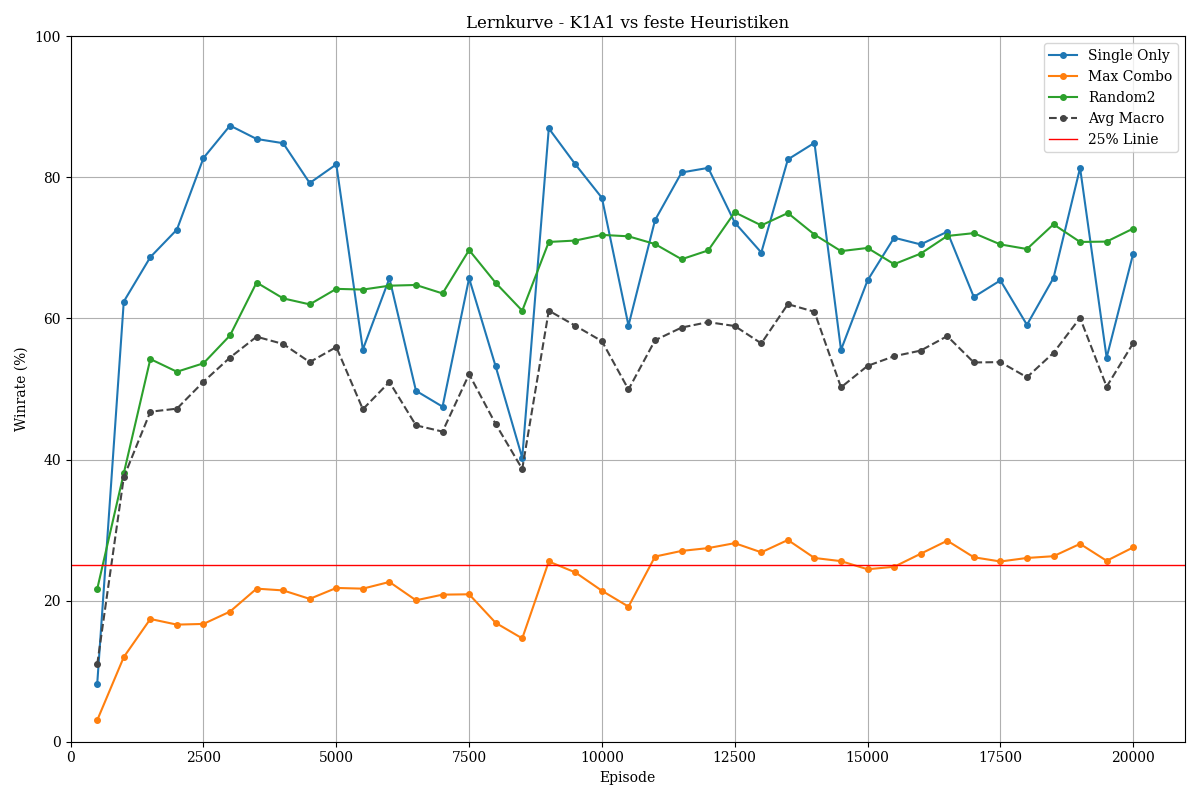 Lernkurve - K1A1 vs feste Heuristiken
Single Only
Max Combo
Random2
Avg Macro
25% Linie
Winrate (%)
100
80
60
40
20
0
0 2500 5000 7500 10000 12500 15000 17500 20000
Episode